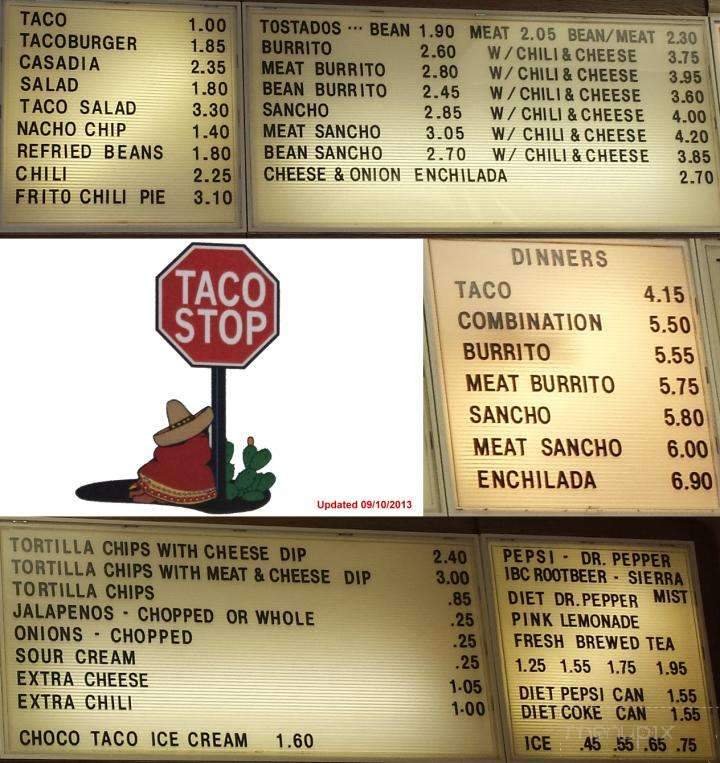 TACO 1.00
TACOBURGER 1.85
CASADIA 2.35
SALAD 1.80
TACO SALAD 3.30
NACHO CHIP 1.40
REFRIED BEANS 1.80
CHILI 2.25
FRITO CHILI PIE 3.10
TOSTADOS ··· BEAN 1.90 MEAT 2.05 BEAN/MEAT 2.30
BURRITO 2.60 W/CHILI & CHEESE 3.75
MEAT BURRITO 2.80 W/CHILI & CHEESE 3.95
BEAN BURRITO 2.45 W/CHILI & CHEESE 3.60
SANCHO 2.85 W/CHILI & CHEESE 4.00
MEAT SANCHO 3.05 W/CHILI & CHEESE 4.20
BEAN SANCHO 2.70 W/CHILI & CHEESE 3.85
CHEESE & ONION ENCHILADA 2.70
TACO
STOP
Updated 09/10/2013
DINNERS
TACO 4.15
COMBINATION 5.50
BURRITO 5.55
MEAT BURRITO 5.75
SANCHO 5.80
MEAT SANCHO 6.00
ENCHILADA 6.90
TORTILLA CHIPS WITH CHEESE DIP 2.40
TORTILLA CHIPS WITH MEAT & CHEESE DIP 3.00
TORTILLA CHIPS .85
JALAPENOS - CHOPPED OR WHOLE .25
ONIONS - CHOPPED .25
SOUR CREAM .25
EXTRA CHEESE 1.05
EXTRA CHILI 1.00
CHOCO TACO ICE CREAM 1.60
PEPSI - DR. PEPPER
IBC ROOTBEER - SIERRA
DIET DR. PEPPER MIST
PINK LEMONADE
FRESH BREWED TEA
1.25 1.55 1.75 1.95
DIET PEPSI CAN 1.55
DIET COKE CAN 1.55
menupix
ICE .45 .55 .65 .75